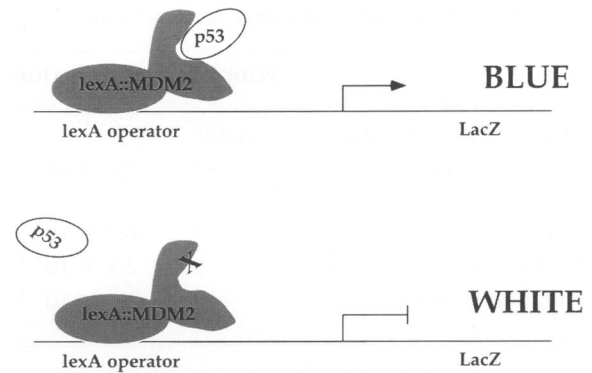 p53
lexA::MDM2
BLUE
lexA operator
LacZ
p53
X
lexA::MDM2
WHITE
lexA operator
LacZ